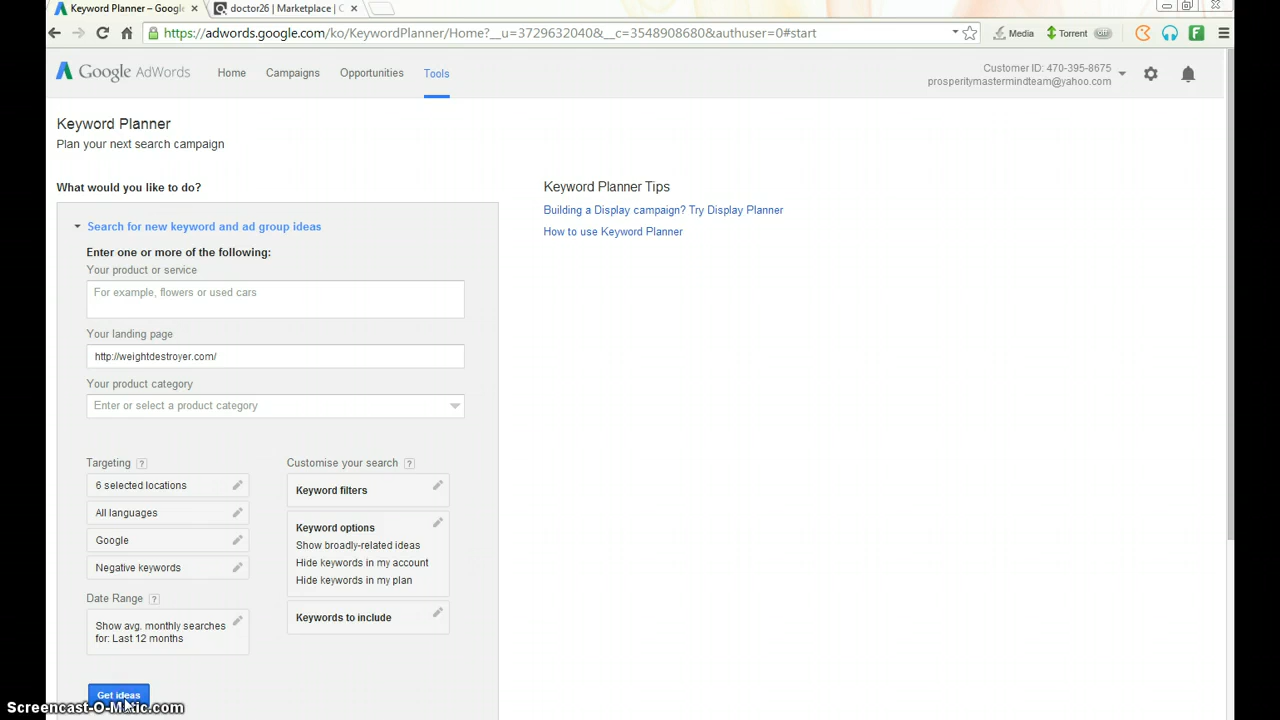 Keyword Planner – Google
doctor26 | Marketplace | C
https://adwords.google.com/ko/KeywordPlanner/Home?__u=3729632040&__c=3548908680&authuser=0#start
Media
Torrent
off
Google AdWords
Home
Campaigns
Opportunities
Tools
Customer ID: 470-395-8675
prosperitymastermindteam@yahoo.com
Keyword Planner
Plan your next search campaign
What would you like to do?
Search for new keyword and ad group ideas
Enter one or more of the following:
Your product or service
For example, flowers or used cars
Your landing page
http://weightdestroyer.com/
Your product category
Enter or select a product category
Targeting ?
6 selected locations
All languages
Google
Negative keywords
Date Range ?
Show avg. monthly searches
for: Last 12 months
Customise your search ?
Keyword filters
Keyword options
Show broadly-related ideas
Hide keywords in my account
Hide keywords in my plan
Keywords to include
Get ideas
Keyword Planner Tips
Building a Display campaign? Try Display Planner
How to use Keyword Planner
Screencast-O-Matic.com